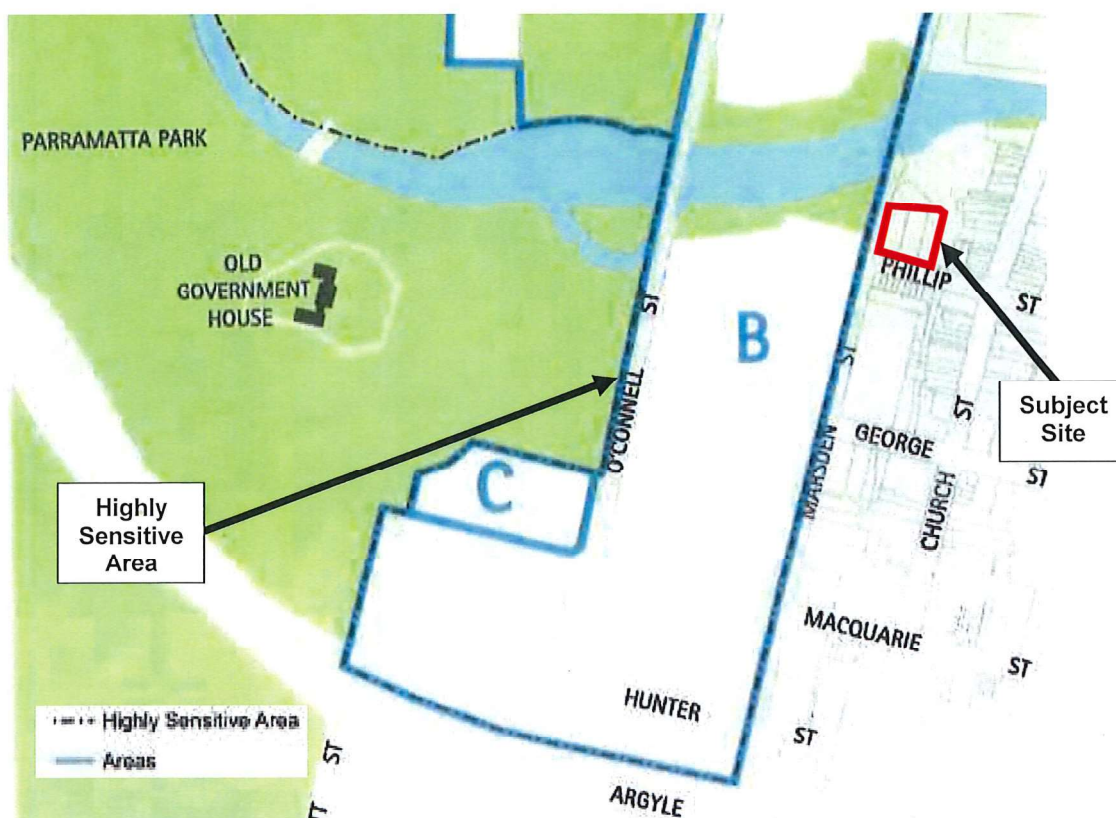 PARRAMATTA PARK
OLD
GOVERNMENT
HOUSE
B
PHILLIP
ST
ST
O'CONNELL
ST
MARSDEN
GEORGE
ST
ST
CHURCH
Subject
Site
C
Highly
Sensitive
Area
MACQUARIE
ST
HUNTER
ST
ARGYLE
ST
Highly Sensitive Area
Areas